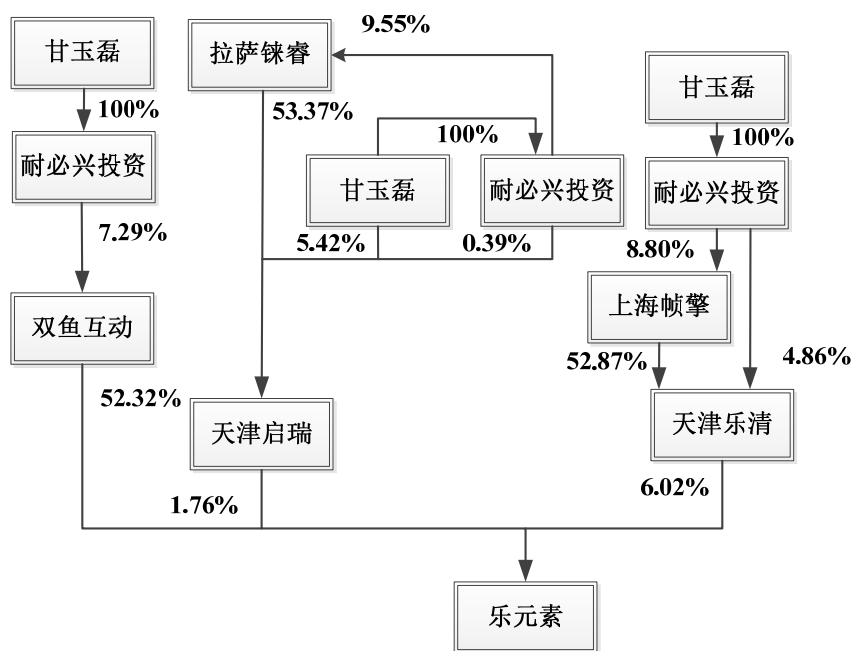 甘玉磊
拉萨铼睿
9.55%
甘玉磊
100%
53.37%
100%
100%
耐必兴投资
甘玉磊
耐必兴投资
耐必兴投资
7.29%
5.42%
0.39%
8.80%
双鱼互动
上海帧擎
52.87%
4.86%
52.32%
天津启瑞
天津乐清
1.76%
6.02%
乐元素